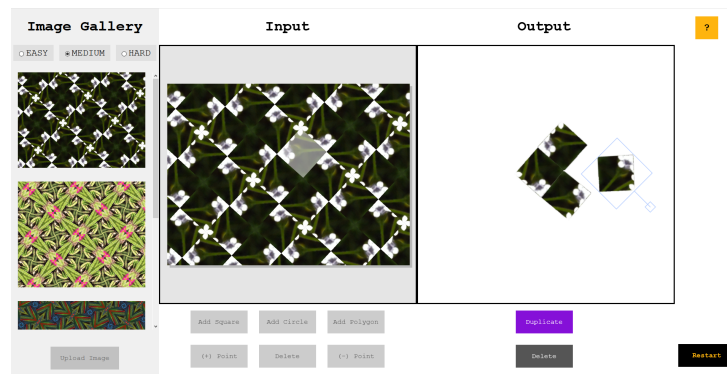 Image Gallery
Input
Output
?
EASY
MEDIUM
HARD
Add Square
Add Circle
Add Polygon
Duplicate
Upload Image
(+) Point
Delete
(-) Point
Delete
Restart